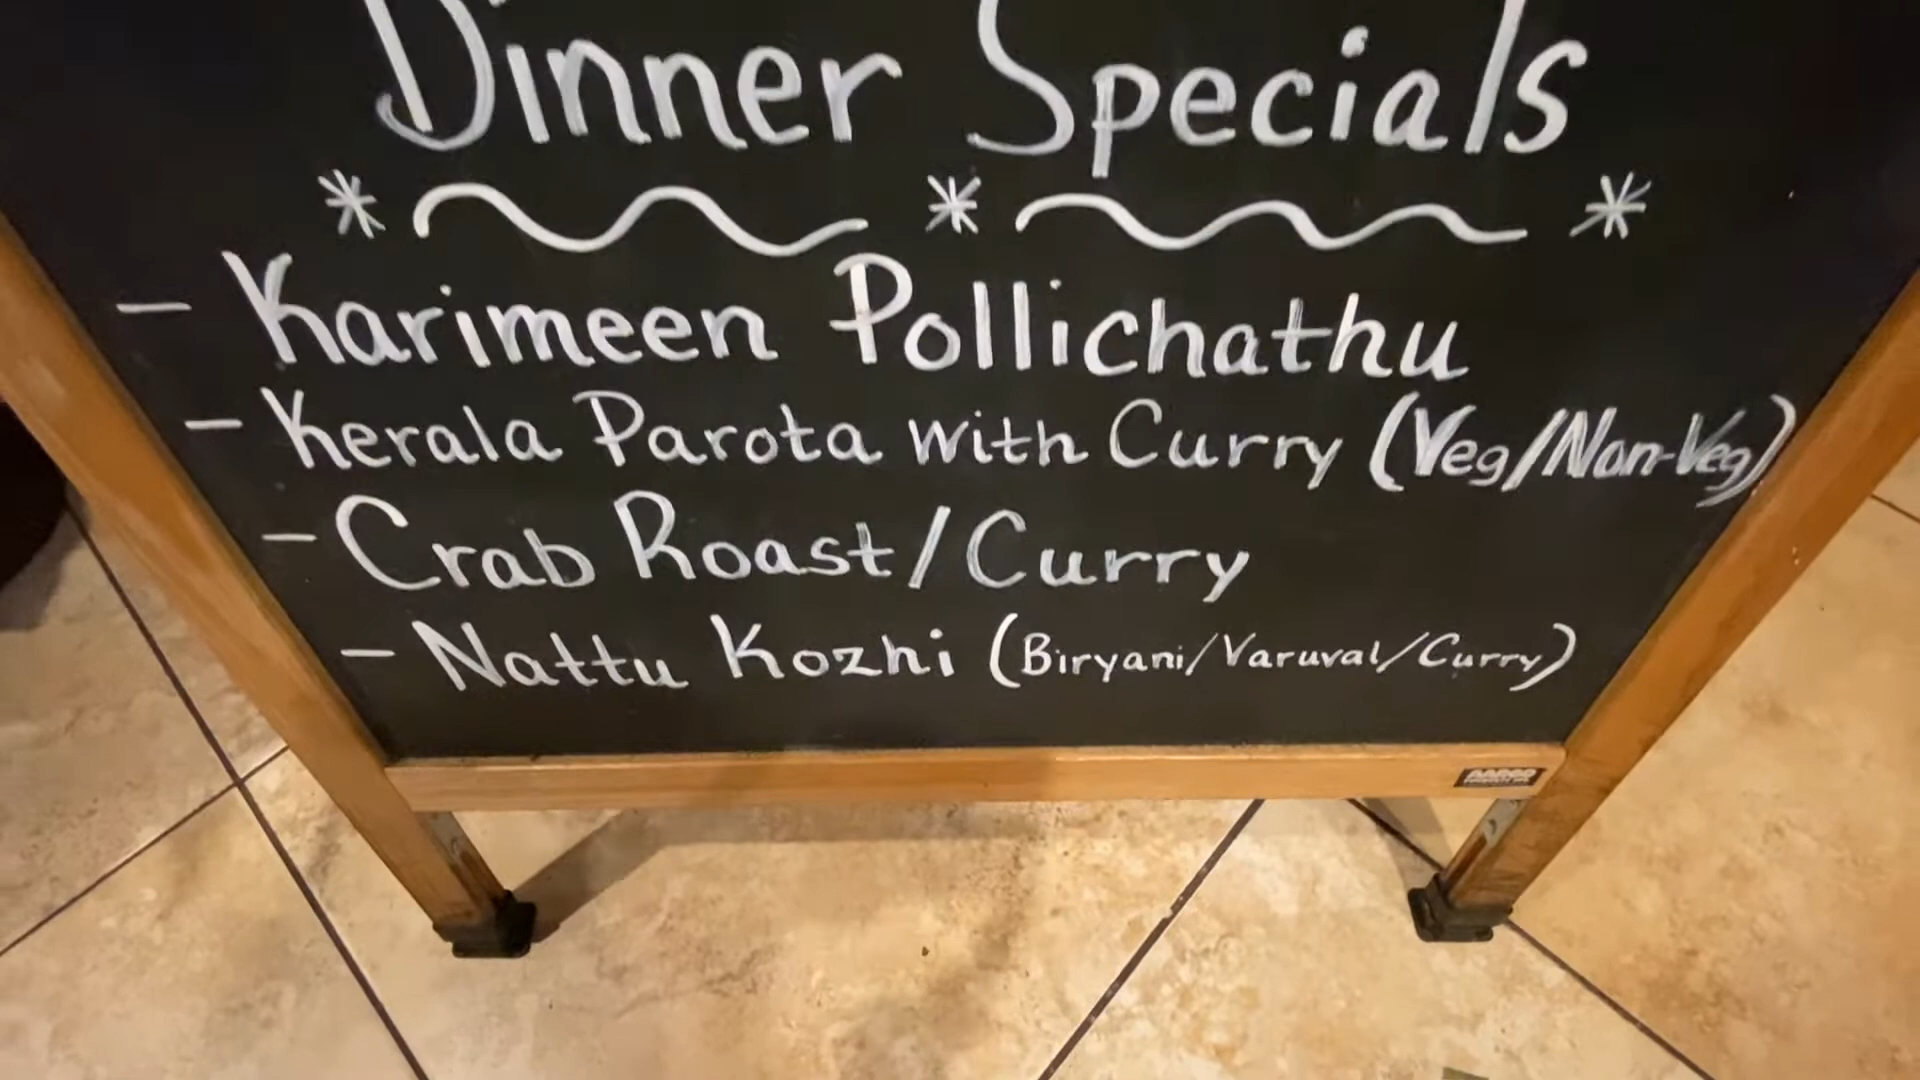 Dinner Specials
* * *
- Karimeen Pollichathu
- Kerala Parota with Curry (Veg/Non-Veg)
- Crab Roast/Curry
- Nattu Kozhi (Biryani/Varuval/Curry)
AARCO